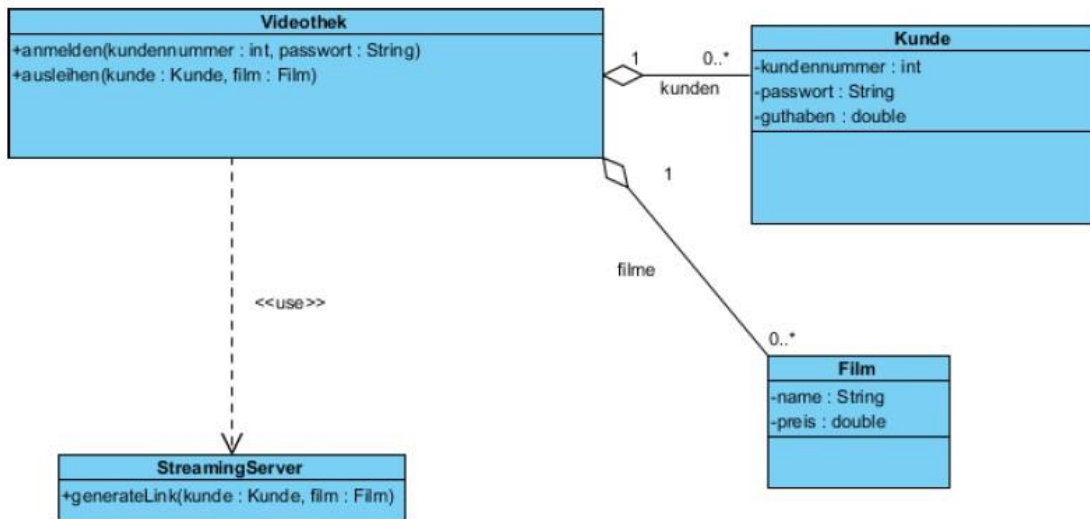 Videothek
+anmelden(kundennummer : int, passwort : String)
+ausleihen(kunde : Kunde, film : Film)
1
0..*
kunden
Kunde
-kundennummer : int
-passwort : String
-guthaben : double
1
filme
0..*
<<use>>
Film
-name : String
-preis : double
StreamingServer
+generateLink(kunde : Kunde, film : Film)